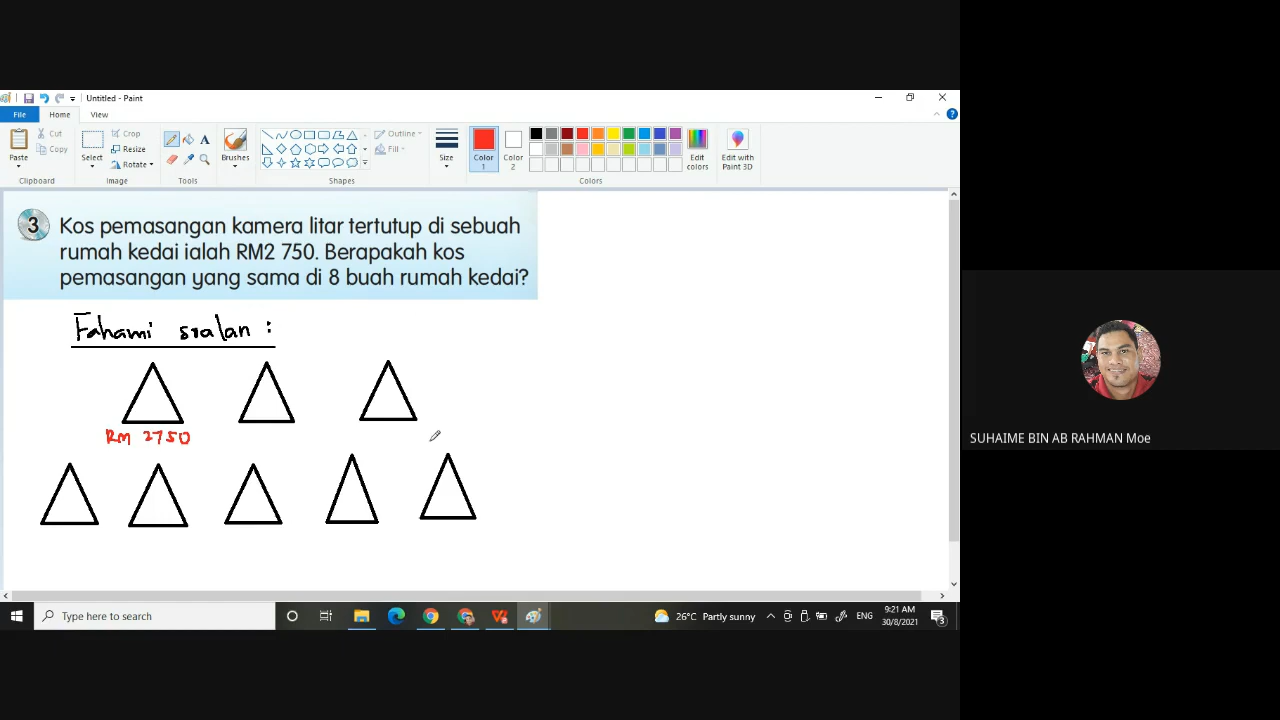 Untitled - Paint
File
Home
View
Paste
Cut
Copy
Clipboard
Select
Crop
Resize
Rotate
Image
A
Tools
Brushes
Outline
Fill
Shapes
Size
Color
1
Color
2
Edit
colors
Edit with
Paint 3D
Colors
3
Kos pemasangan kamera litar tertutup di sebuah
rumah kedai ialah RM2 750. Berapakah kos
pemasangan yang sama di 8 buah rumah kedai?
Fahami soalan :
RM 2750
SUHAIME BIN AB RAHMAN Moe
Type here to search
26°C Partly sunny
ENG
9:21 AM
30/8/2021
3